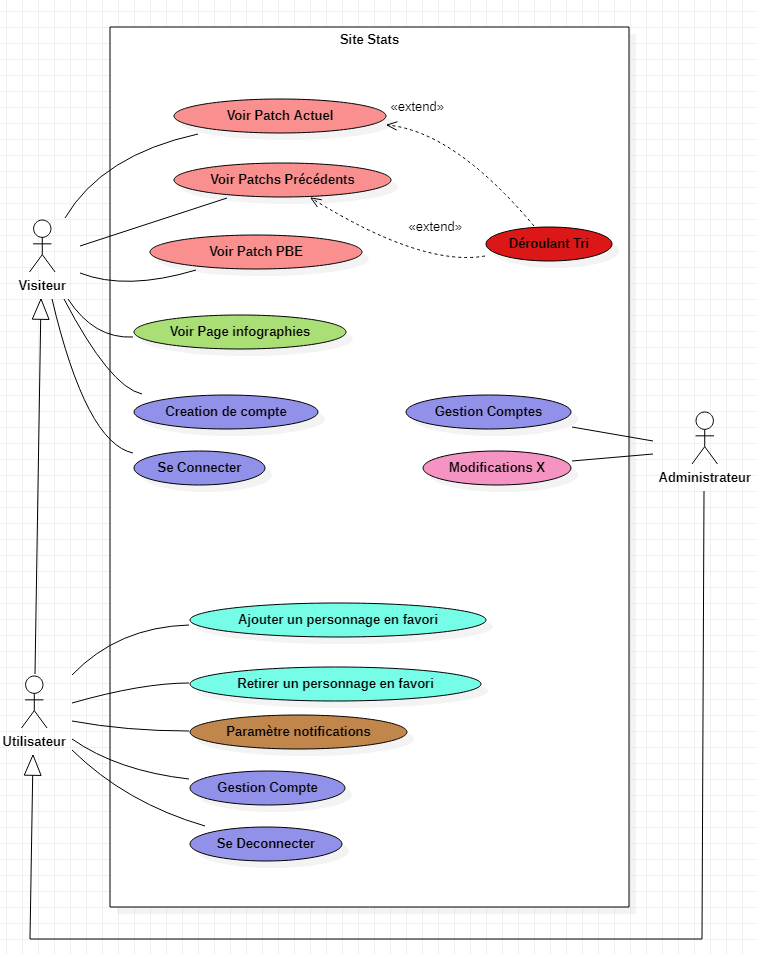 Site Stats
Voir Patch Actuel
«extend»
Voir Patchs Précédents
«extend»
Déroulant Tri
Voir Patch PBE
Visiteur
Voir Page infographies
Creation de compte
Gestion Comptes
Se Connecter
Modifications X
Administrateur
Ajouter un personnage en favori
Retirer un personnage en favori
Paramètre notifications
Utilisateur
Gestion Compte
Se Deconnecter